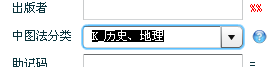 出版者 %%
中图法分类 K 历史、地理
助记码 =